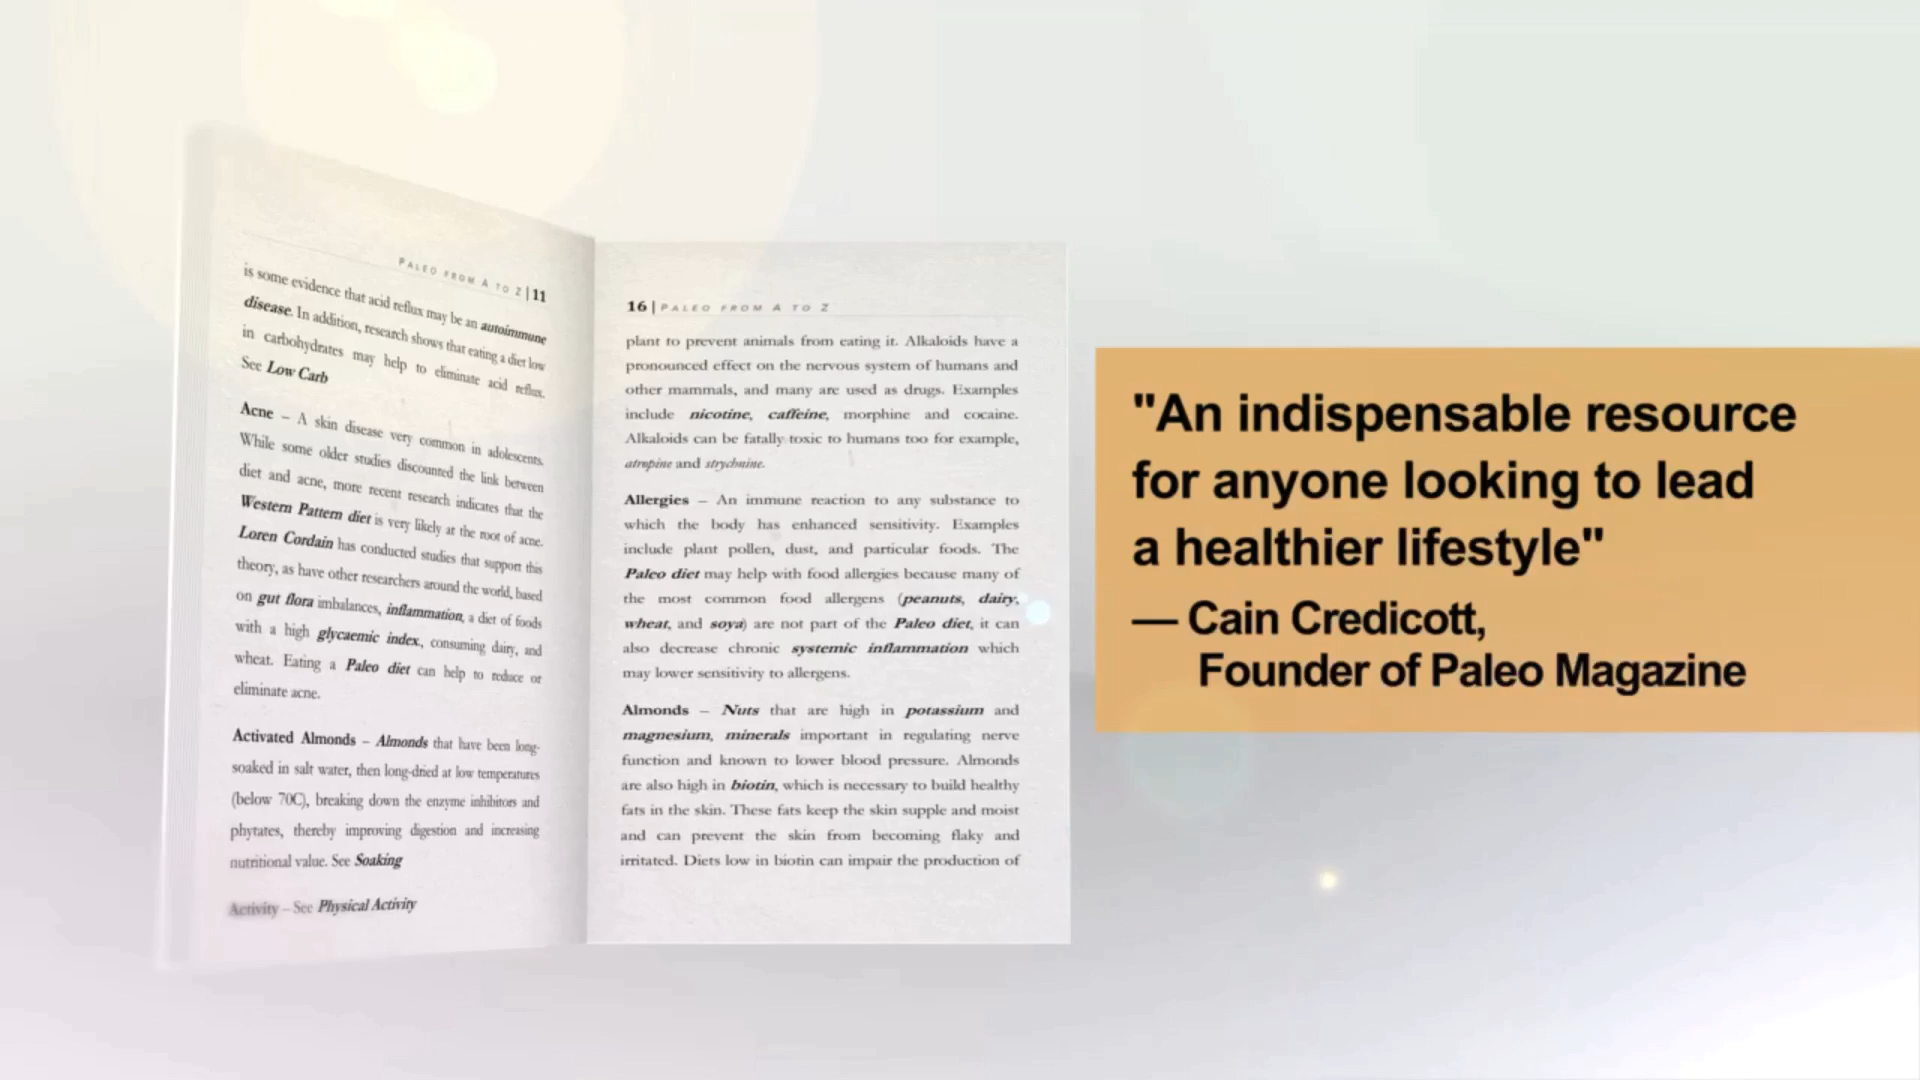 PALEO FROM A TO Z | 11
is some evidence that acid reflux may be an autoimmune
disease. In addition, research shows that eating a diet low
in carbohydrates may help to eliminate acid reflux.
See Low Carb
Acne – A skin disease very common in adolescents.
While some older studies discounted the link between
diet and acne, more recent research indicates that the
Western Pattern diet is very likely at the root of acne.
Loren Cordain has conducted studies that support this
theory, as have other researchers around the world, based
on gut flora imbalances, inflammation, a diet of foods
with a high glycaemic index, consuming dairy, and
wheat. Eating a Paleo diet can help to reduce or
eliminate acne.
Activated Almonds – Almonds that have been long-
soaked in salt water, then long-dried at low temperatures
(below 70C), breaking down the enzyme inhibitors and
phytates, thereby improving digestion and increasing
nutritional value. See Soaking
Activity – See Physical Activity
16 | PALEO FROM A TO Z
plant to prevent animals from eating it. Alkaloids have a
pronounced effect on the nervous system of humans and
other mammals, and many are used as drugs. Examples
include nicotine, caffeine, morphine and cocaine.
Alkaloids can be fatally toxic to humans too for example,
atropine and strychnine.
Allergies – An immune reaction to any substance to
which the body has enhanced sensitivity. Examples
include plant pollen, dust, and particular foods. The
Paleo diet may help with food allergies because many of
the most common food allergens (peanuts, dairy,
wheat, and soya) are not part of the Paleo diet, it can
also decrease chronic systemic inflammation which
may lower sensitivity to allergens.
Almonds – Nuts that are high in potassium and
magnesium, minerals important in regulating nerve
function and known to lower blood pressure. Almonds
are also high in biotin, which is necessary to build healthy
fats in the skin. These fats keep the skin supple and moist
and can prevent the skin from becoming flaky and
irritated. Diets low in biotin can impair the production of
"An indispensable resource
for anyone looking to lead
a healthier lifestyle"
— Cain Credicott,
Founder of Paleo Magazine